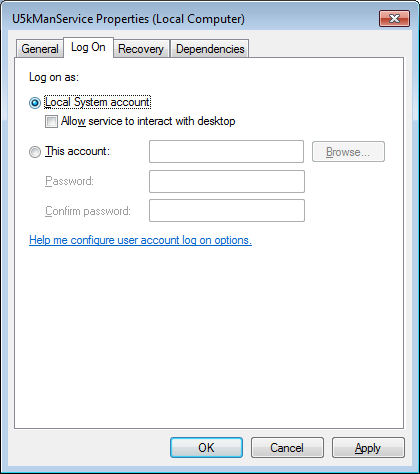 U5kManService Properties (Local Computer)
General Log On Recovery Dependencies
Log on as:
Local System account
Allow service to interact with desktop
This account:
Browse...
Password:
Confirm password:
Help me configure user account log on options.
OK Cancel Apply